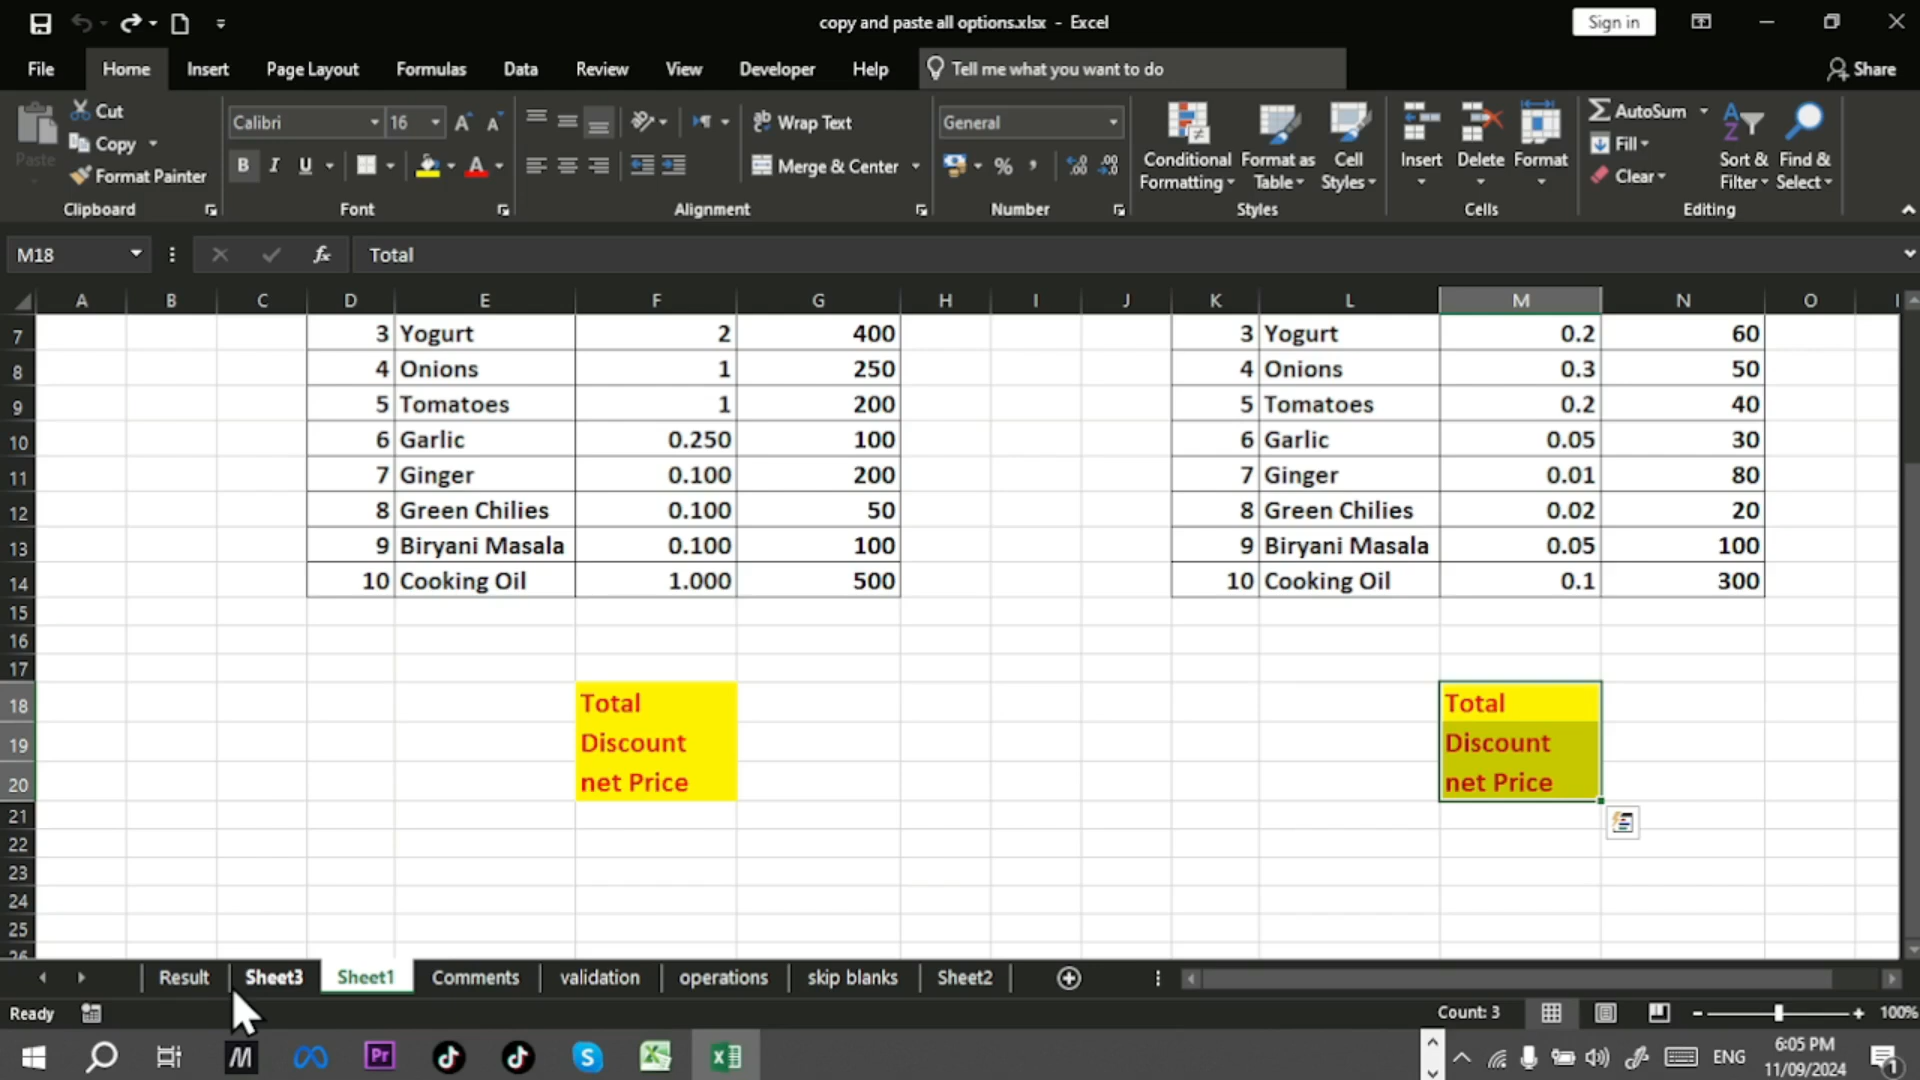 copy and paste all options.xlsx - Excel
Sign in
File Home Insert Page Layout Formulas Data Review View Developer Help Tell me what you want to do Share
Paste
Cut
Copy
Format Painter
Clipboard
Calibri 16
B I U
Font
Wrap Text
Merge & Center
Alignment
General
Number
Conditional Formatting
Format as Table
Cell Styles
Styles
Insert Delete Format
Cells
AutoSum
Fill
Clear
Sort & Filter
Find & Select
Editing
M18 fx Total
A B C D E F G H I J K L M N O
7 3 Yogurt 2 400 3 Yogurt 0.2 60
8 4 Onions 1 250 4 Onions 0.3 50
9 5 Tomatoes 1 200 5 Tomatoes 0.2 40
10 6 Garlic 0.250 100 6 Garlic 0.05 30
11 7 Ginger 0.100 200 7 Ginger 0.01 80
12 8 Green Chilies 0.100 50 8 Green Chilies 0.02 20
13 9 Biryani Masala 0.100 100 9 Biryani Masala 0.05 100
14 10 Cooking Oil 1.000 500 10 Cooking Oil 0.1 300
15
16
17
18 Total Total
19 Discount Discount
20 net Price net Price
21
22
23
24
25
26
Result Sheet3 Sheet1 Comments validation operations skip blanks Sheet2
Ready Count: 3 100%
ENG 6:05 PM
11/09/2024